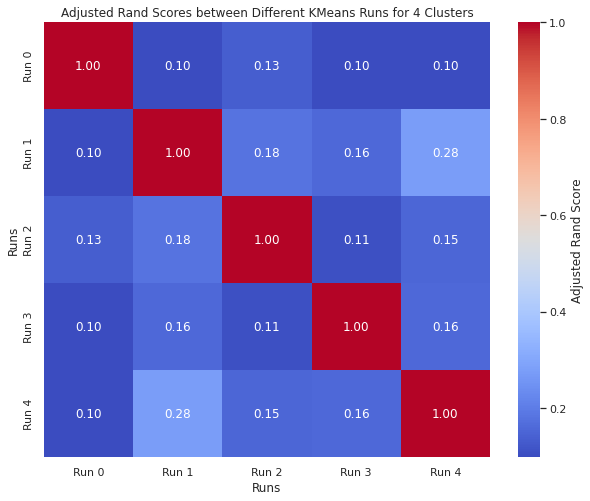 Adjusted Rand Scores between Different KMeans Runs for 4 Clusters
Runs
Run 0
1.00 0.10 0.13 0.10 0.10
Run 1
0.10 1.00 0.18 0.16 0.28
Run 2
0.13 0.18 1.00 0.11 0.15
Run 3
0.10 0.16 0.11 1.00 0.16
Run 4
0.10 0.28 0.15 0.16 1.00
Run 0 Run 1 Run 2 Run 3 Run 4
Runs
1.0
0.8
0.6
0.4
0.2
Adjusted Rand Score